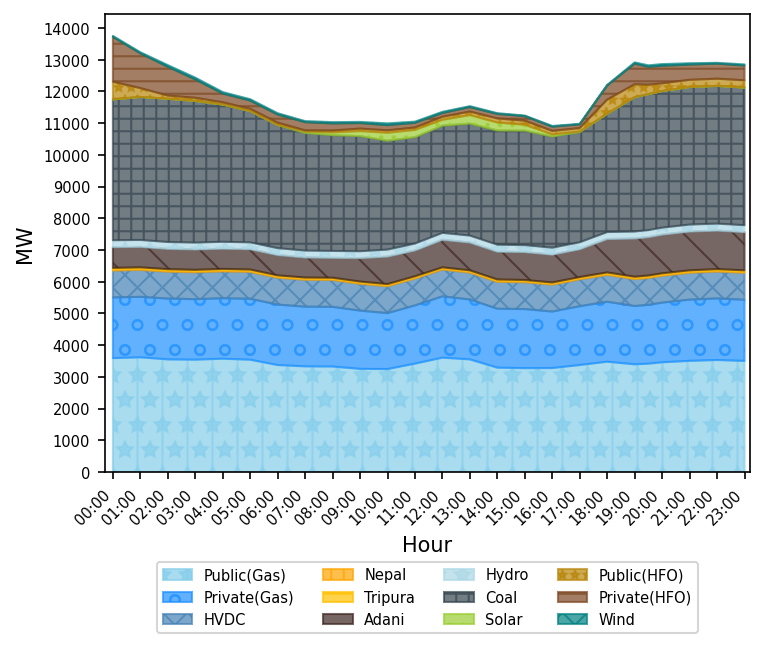 14000
13000
12000
11000
10000
9000
8000
7000
6000
5000
4000
3000
2000
1000
0
MW
00:00 01:00 02:00 03:00 04:00 05:00 06:00 07:00 08:00 09:00 10:00 11:00 12:00 13:00 14:00 15:00 16:00 17:00 18:00 19:00 20:00 21:00 22:00 23:00
Hour
Public(Gas) Nepal Hydro Public(HFO)
Private(Gas) Tripura Coal Private(HFO)
HVDC Adani Solar Wind